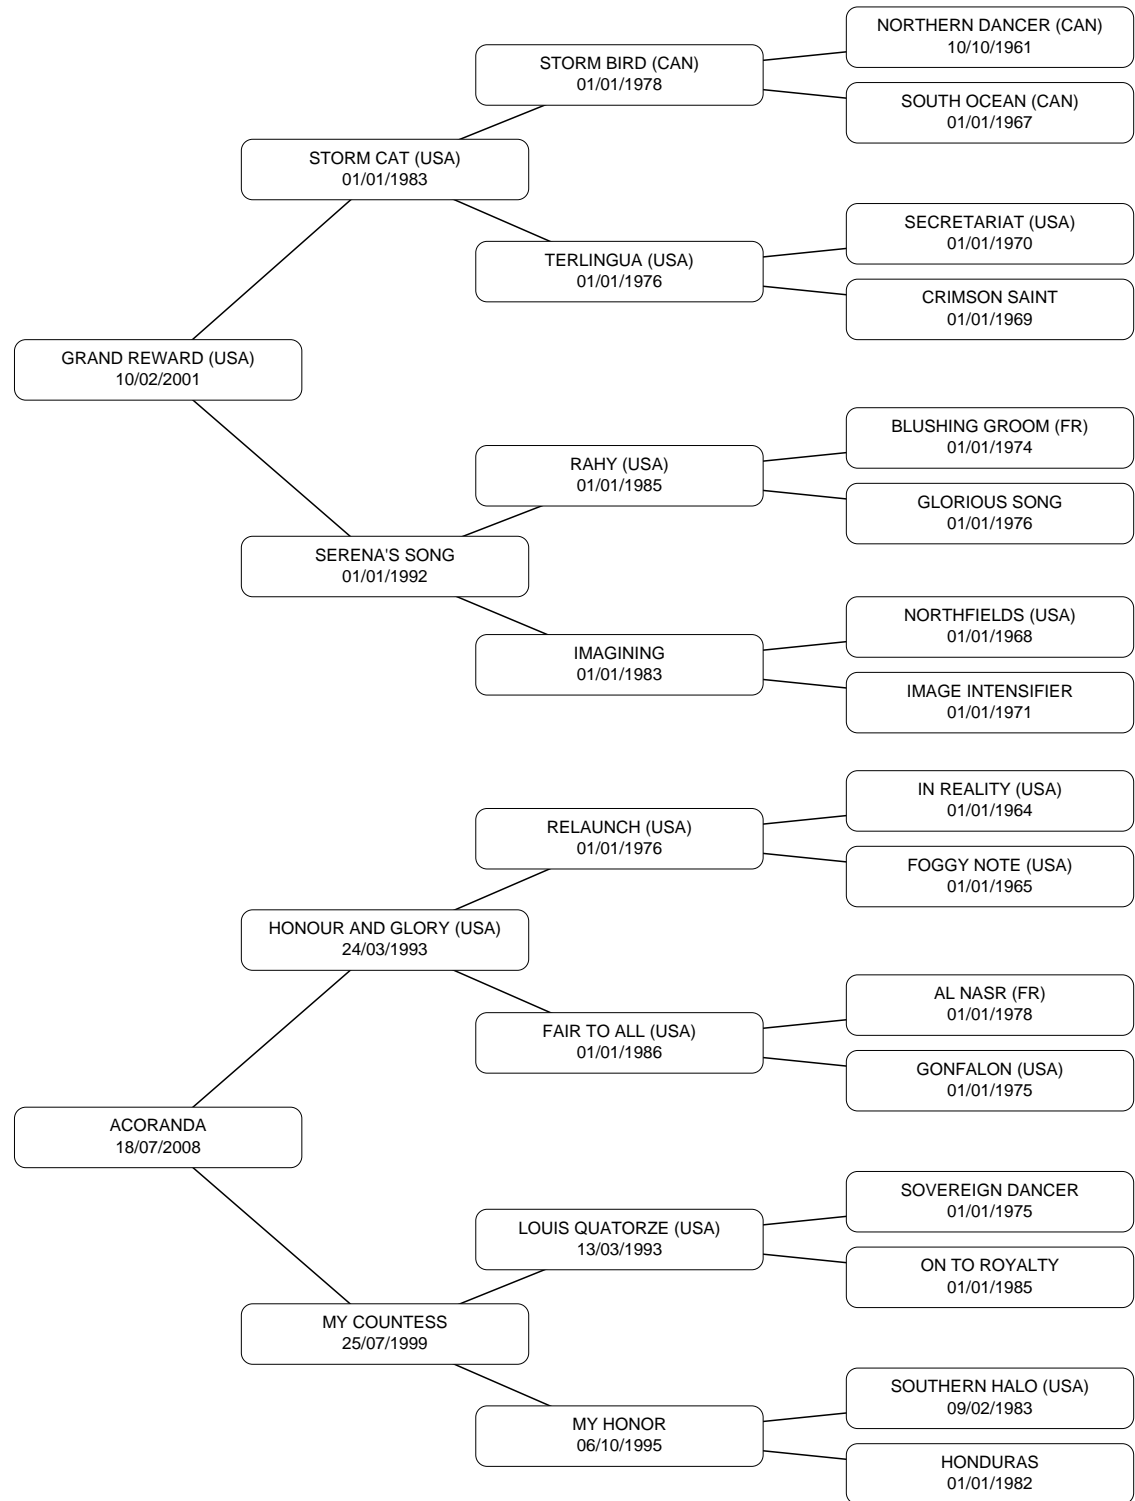 NORTHERN DANCER (CAN)
10/10/1961
STORM BIRD (CAN)
01/01/1978
SOUTH OCEAN (CAN)
01/01/1967
STORM CAT (USA)
01/01/1983
SECRETARIAT (USA)
01/01/1970
TERLINGUA (USA)
01/01/1976
CRIMSON SAINT
01/01/1969
GRAND REWARD (USA)
10/02/2001
BLUSHING GROOM (FR)
01/01/1974
RAHY (USA)
01/01/1985
GLORIOUS SONG
01/01/1976
SERENA'S SONG
01/01/1992
NORTHFIELDS (USA)
01/01/1968
IMAGINING
01/01/1983
IMAGE INTENSIFIER
01/01/1971
IN REALITY (USA)
01/01/1964
RELAUNCH (USA)
01/01/1976
FOGGY NOTE (USA)
01/01/1965
HONOUR AND GLORY (USA)
24/03/1993
AL NASR (FR)
01/01/1978
FAIR TO ALL (USA)
01/01/1986
GONFALON (USA)
01/01/1975
ACORANDA
18/07/2008
SOVEREIGN DANCER
01/01/1975
LOUIS QUATORZE (USA)
13/03/1993
ON TO ROYALTY
01/01/1985
MY COUNTESS
25/07/1999
SOUTHERN HALO (USA)
09/02/1983
MY HONOR
06/10/1995
HONDURAS
01/01/1982